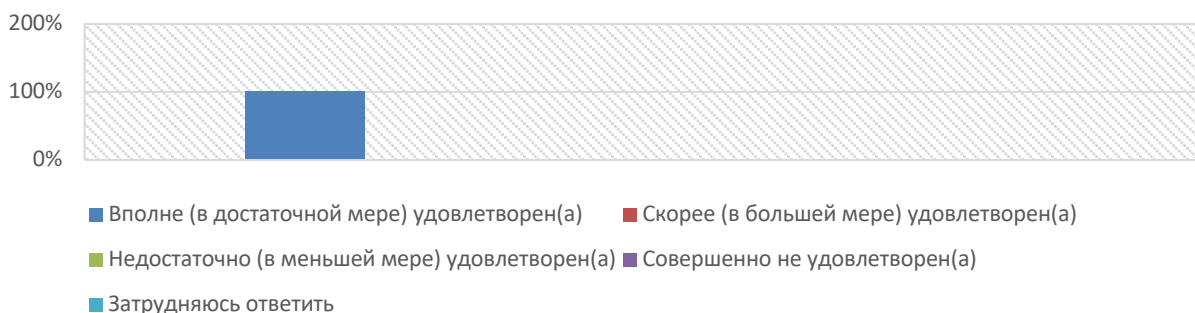 200%
100%
0%
Вполне (в достаточной мере) удовлетворен(а)
Скорее (в большей мере) удовлетворен(а)
Недостаточно (в меньшей мере) удовлетворен(а)
Совершенно не удовлетворен(а)
Затрудняюсь ответить